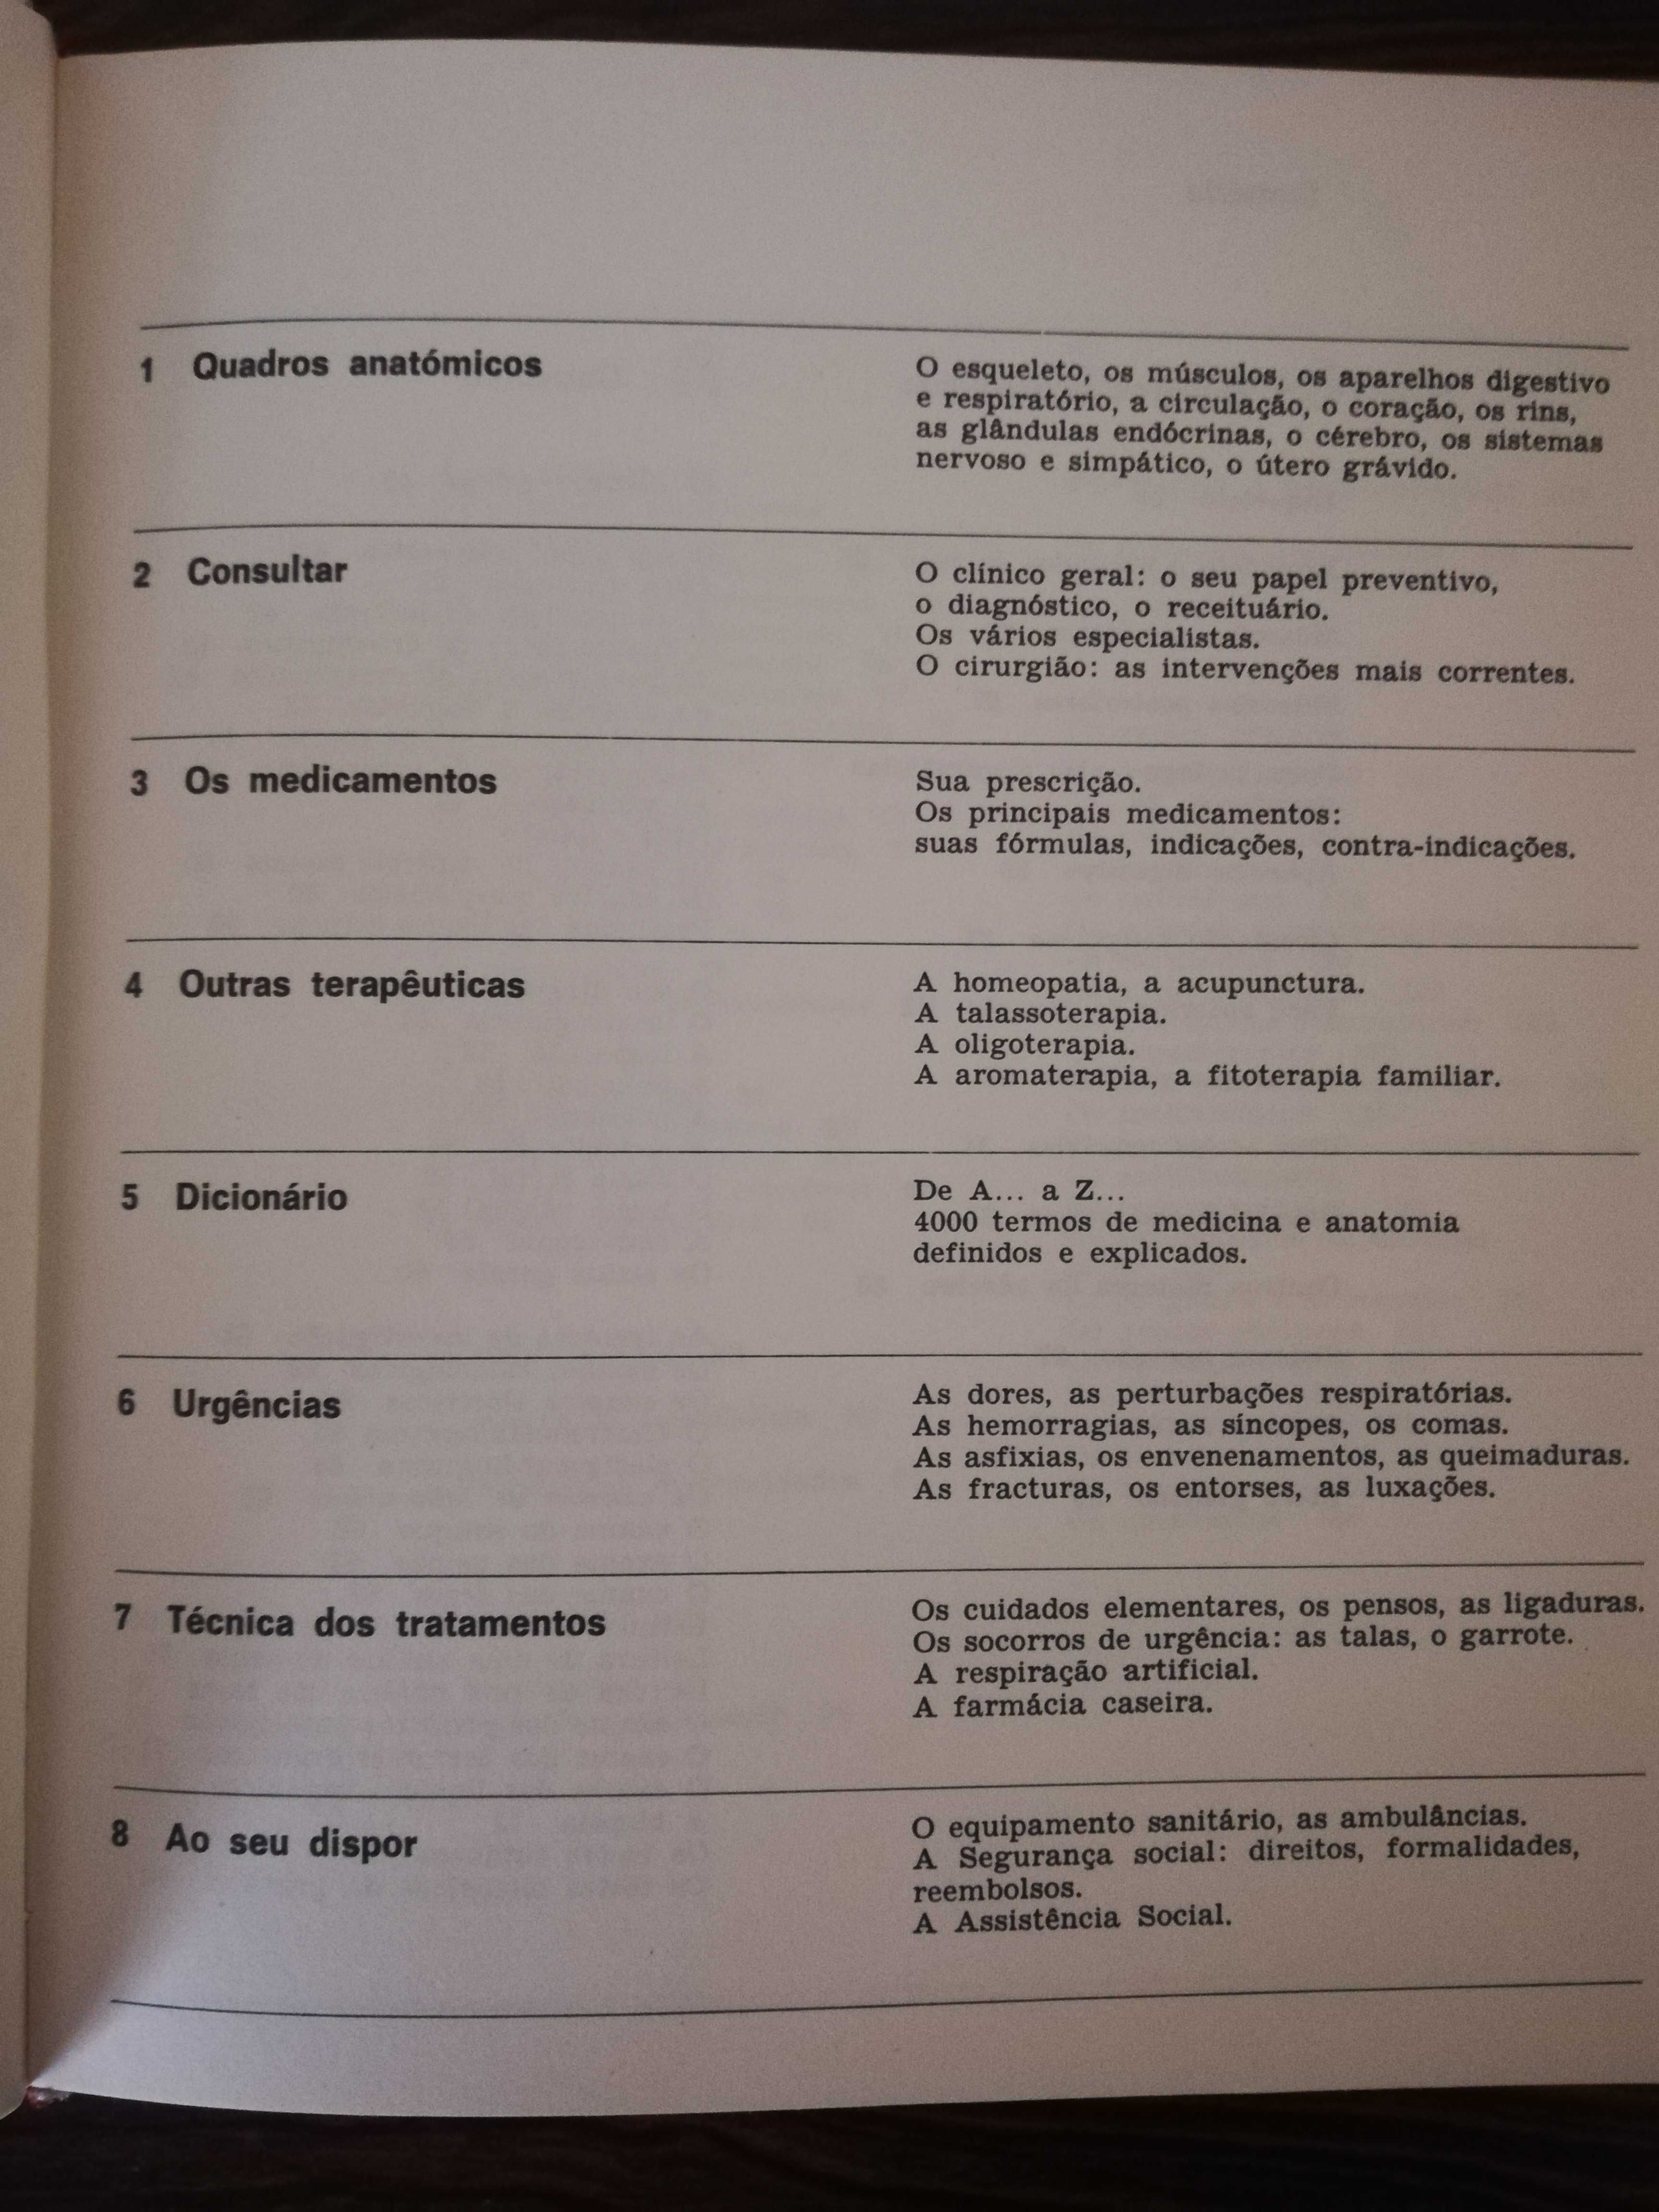 1 Quadros anatómicos
O esqueleto, os músculos, os aparelhos digestivo
e respiratório, a circulação, o coração, os rins,
as glândulas endócrinas, o cérebro, os sistemas
nervoso e simpático, o útero grávido.
2 Consultar
O clínico geral: o seu papel preventivo,
o diagnóstico, o receituário.
Os vários especialistas.
O cirurgião: as intervenções mais correntes.
3 Os medicamentos
Sua prescrição.
Os principais medicamentos:
suas fórmulas, indicações, contra-indicações.
4 Outras terapêuticas
A homeopatia, a acupunctura.
A talassoterapia.
A oligoterapia.
A aromaterapia, a fitoterapia familiar.
5 Dicionário
De A... a Z...
4000 termos de medicina e anatomia
definidos e explicados.
6 Urgências
As dores, as perturbações respiratórias.
As hemorragias, as síncopes, os comas.
As asfixias, os envenenamentos, as queimaduras.
As fracturas, os entorses, as luxações.
7 Técnica dos tratamentos
Os cuidados elementares, os pensos, as ligaduras.
Os socorros de urgência: as talas, o garrote.
A respiração artificial.
A farmácia caseira.
8 Ao seu dispor
O equipamento sanitário, as ambulâncias.
A Segurança social: direitos, formalidades,
reembolsos.
A Assistência Social.